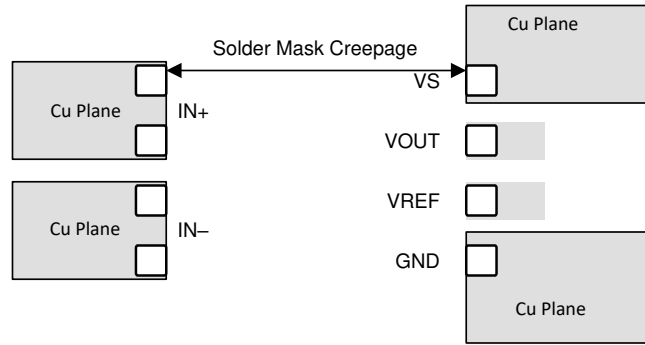 Cu Plane
Solder Mask Creepage
VS
Cu Plane
IN+
VOUT
VREF
Cu Plane
IN–
GND
Cu Plane